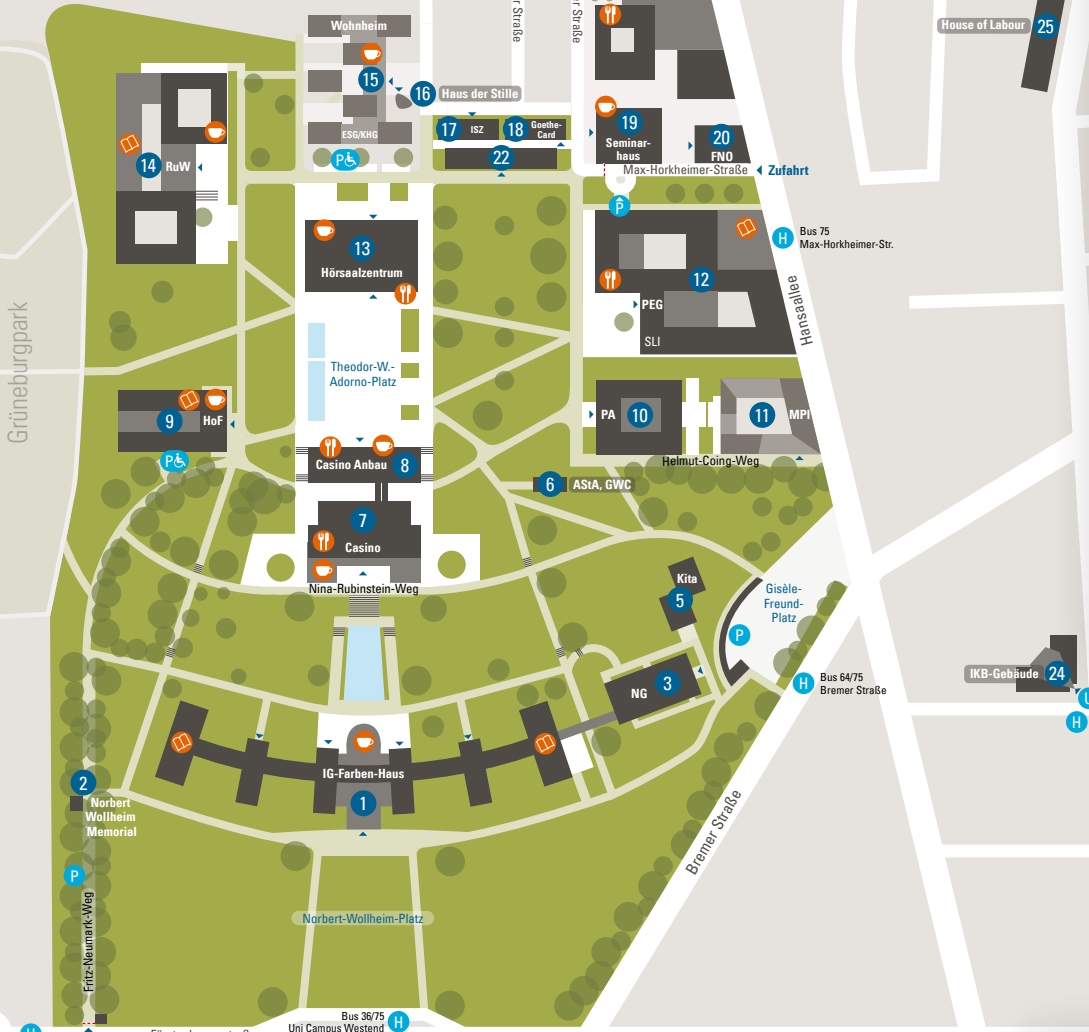 Wohnheim
r Straße
r Straße
House of Labour
25
15
16
Haus der Stille
17
ISZ
18
Goethe-
Card
19
Seminar-
haus
20
FNO
ESG/KHG
P
22
14
RuW
Max-Horkheimer-Straße
Zufahrt
P
H
Bus 75
Max-Horkheimer-Str.
13
Hörsaalzentrum
12
PEG
SLI
Hansaallee
Grüneburgpark
Theodor-W.-
Adorno-Platz
9
HoF
P
PA
10
11
MPI
Helmut-Coing-Weg
Casino Anbau
8
6
AStA, GWC
7
Casino
Nina-Rubinstein-Weg
Kita
5
Gisèle-
Freund-
Platz
P
H
Bus 64/75
Bremer Straße
NG
3
IKB-Gebäude
24
U
H
IG-Farben-Haus
1
2
Norbert
Wollheim
Memorial
P
Fritz-Neumark-Weg
Bremer Straße
Norbert-Wollheim-Platz
Bus 36/75
Uni Campus Westend
H
H